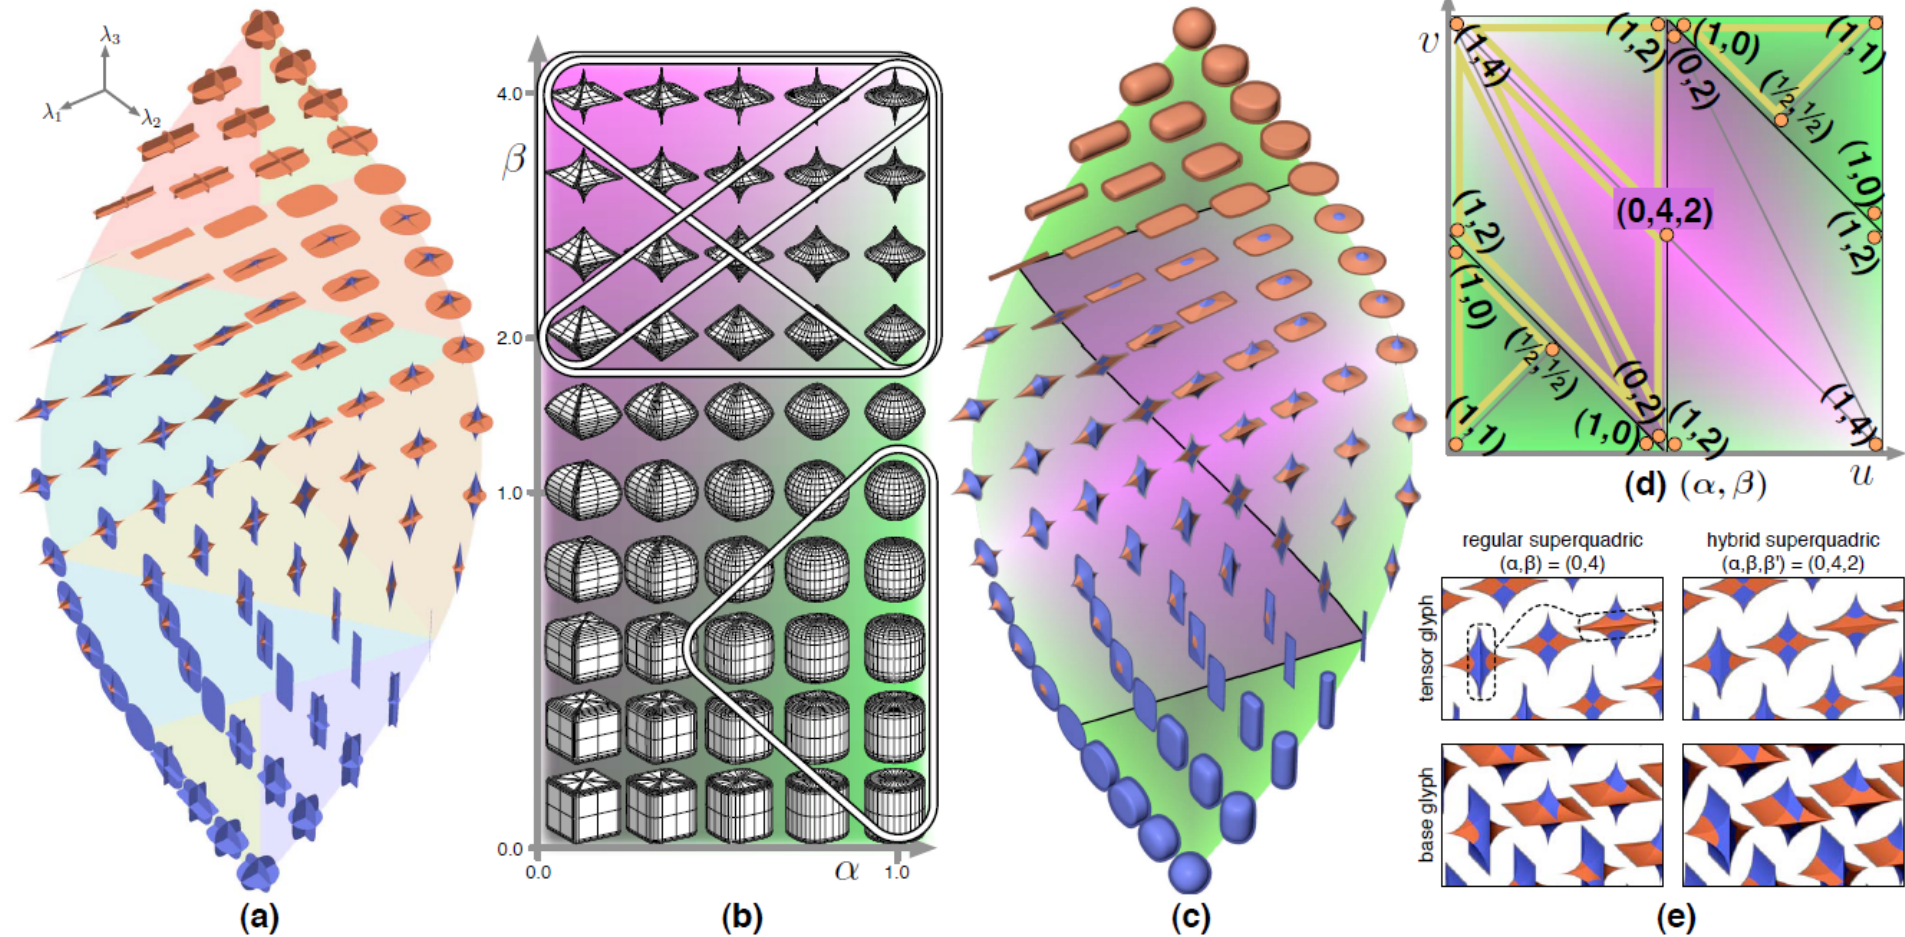 λ3
λ1
λ2
(a)
β
4.0
2.0
1.0
0.0
0.0
α
1.0
(b)
(c)
v
(1,4)
(1,2)
(1,0)
(0,2)
(1,1)
(1/2,1/2)
(1,0)
(1,2)
(0,4,2)
(1,2)
(1,0)
(1/2,1/2)
(1,1)
(0,2)
(1,0)
(1,2)
(1,4)
u
(d) (α, β)
regular superquadric
(α,β) = (0,4)
hybrid superquadric
(α,β,β') = (0,4,2)
tensor glyph
base glyph
(e)